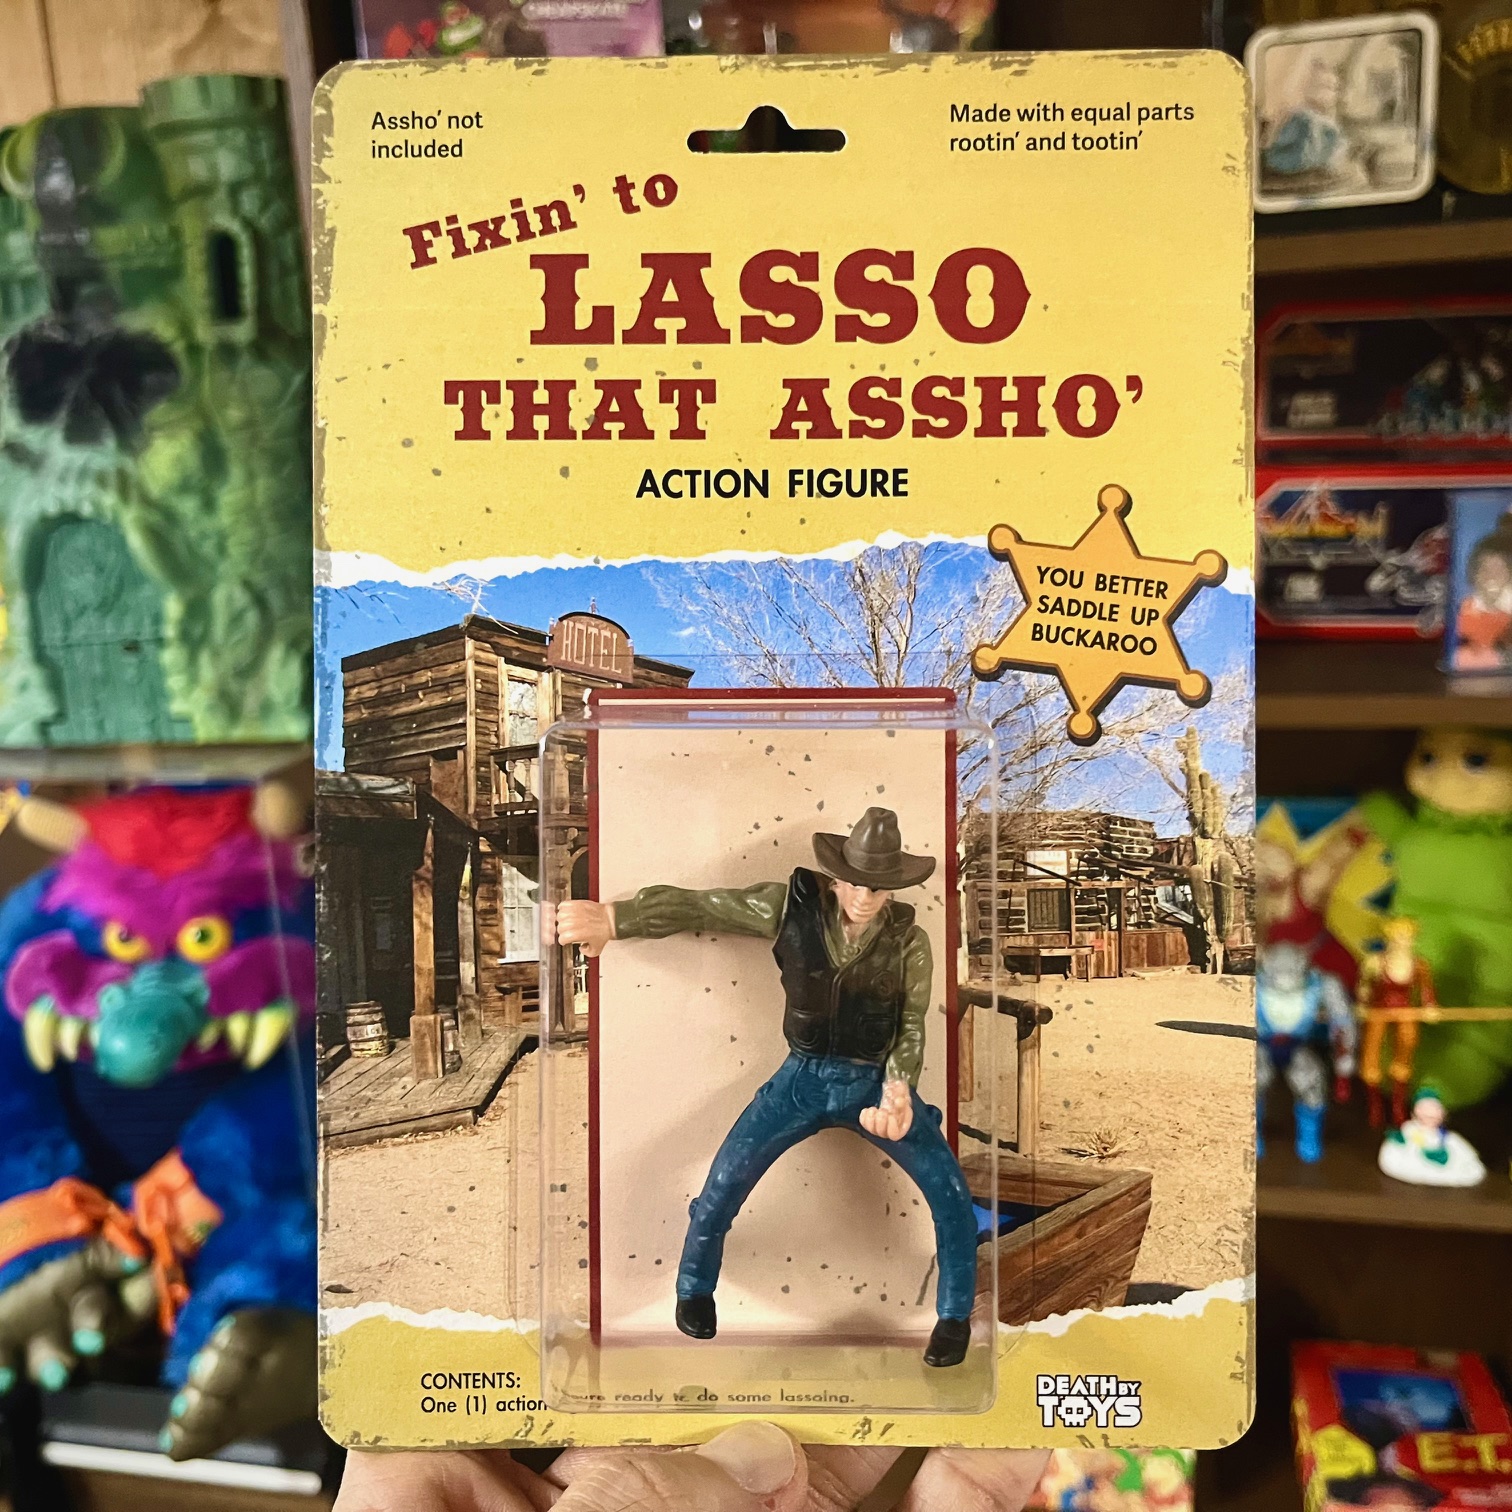 Assho' not
included
Made with equal parts
rootin' and tootin'
Fixin' to
LASSO
THAT ASSHO'
ACTION FIGURE
YOU BETTER
SADDLE UP
BUCKAROO
HOTEL
CONTENTS:
One (1) action figure ready to do some lassoing.
DEATH BY
TOYS
E.T.